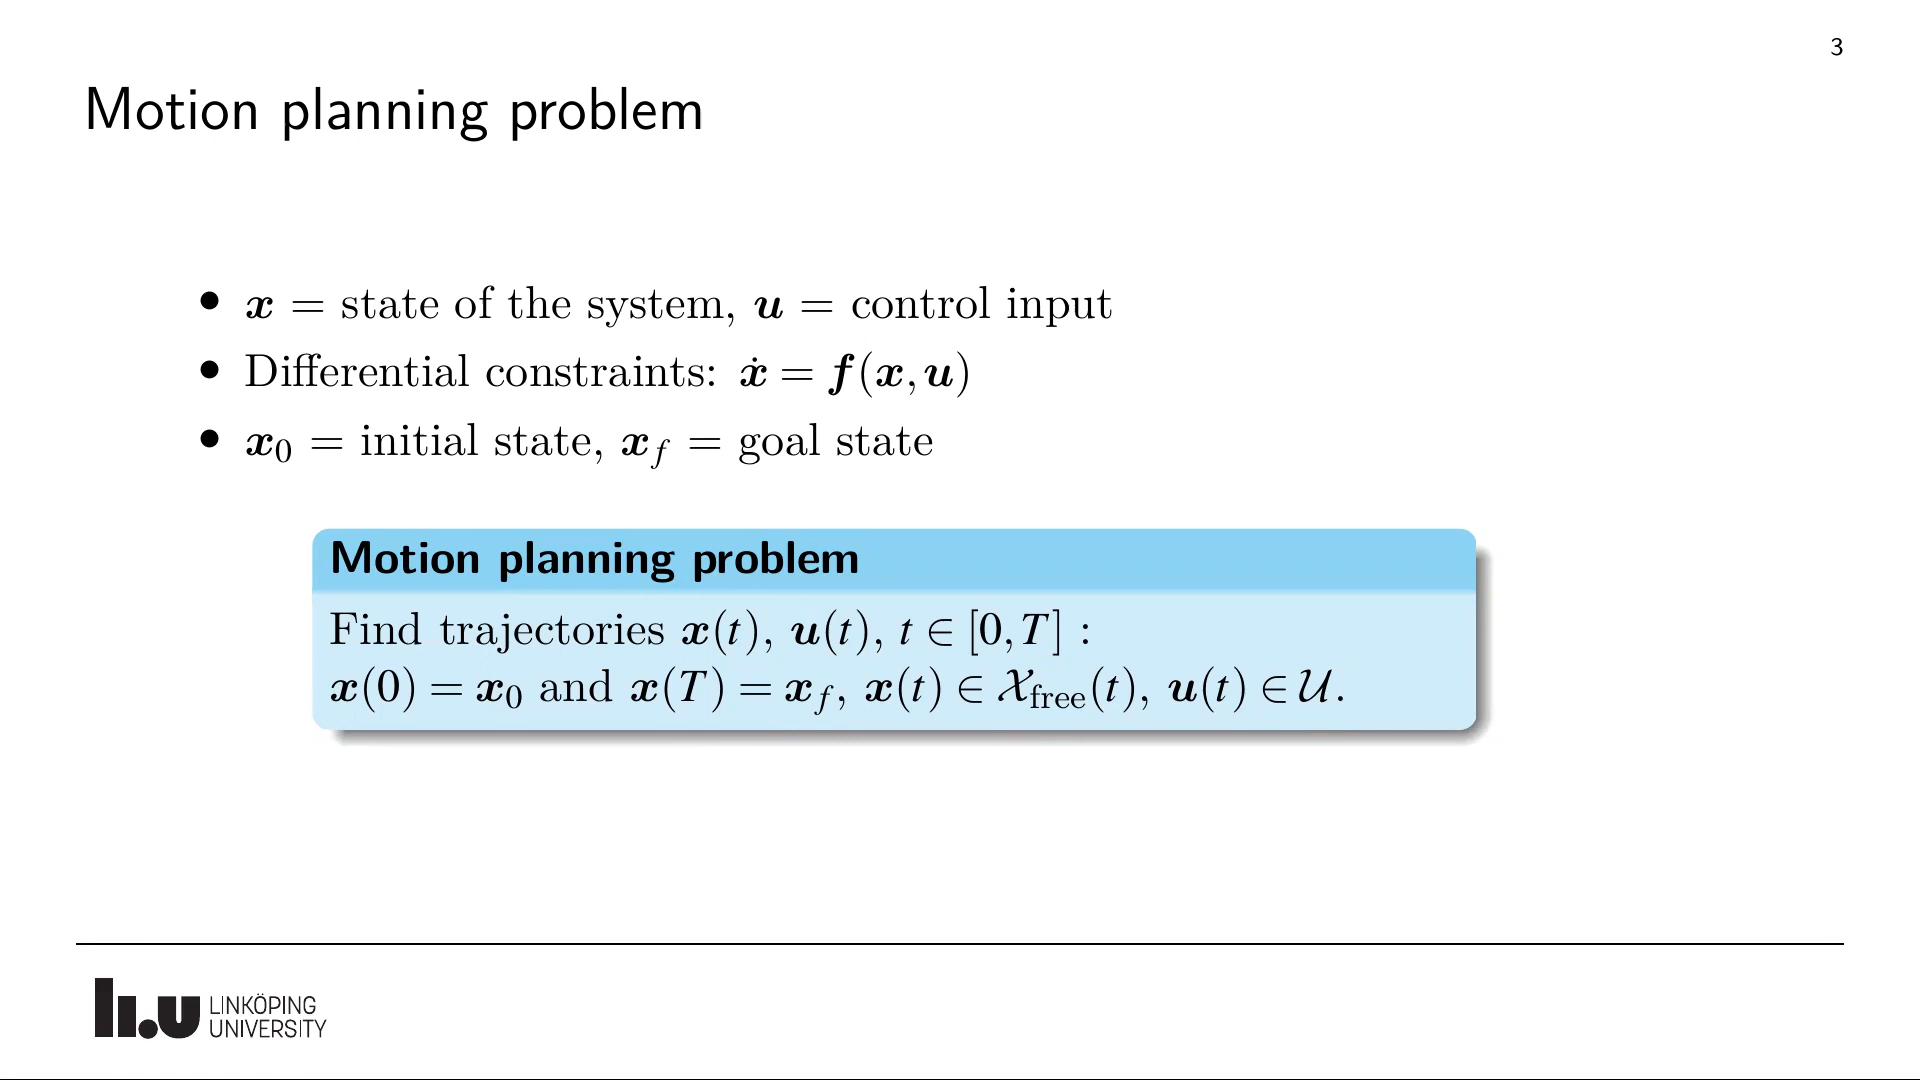 3
Motion planning problem
• 𝒙 = state of the system, 𝒖 = control input
• Differential constraints: 𝒙̇ = 𝒇(𝒙, 𝒖)
• 𝒙₀ = initial state, 𝒙_f = goal state
Motion planning problem
Find trajectories 𝒙(t), 𝒖(t), t ∈ [0, T] :
𝒙(0) = 𝒙₀ and 𝒙(T) = 𝒙_f, 𝒙(t) ∈ 𝒳_free(t), 𝒖(t) ∈ 𝒰.
li.u LINKÖPING
UNIVERSITY